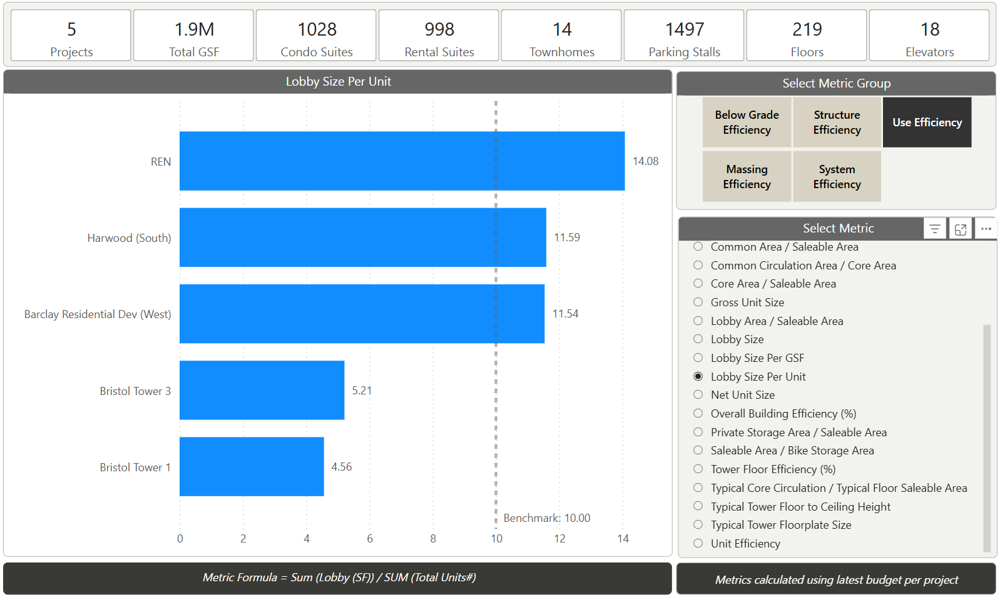 5
Projects
1.9M
Total GSF
1028
Condo Suites
998
Rental Suites
14
Townhomes
1497
Parking Stalls
219
Floors
18
Elevators
Lobby Size Per Unit
REN
14.08
Harwood (South)
11.59
Barclay Residential Dev (West)
11.54
Bristol Tower 3
5.21
Bristol Tower 1
4.56
Benchmark: 10.00
0 2 4 6 8 10 12 14
Metric Formula = Sum (Lobby (SF)) / SUM (Total Units#)
Select Metric Group
Below Grade
Efficiency
Structure
Efficiency
Use Efficiency
Massing
Efficiency
System
Efficiency
Select Metric
Common Area / Saleable Area
Common Circulation Area / Core Area
Core Area / Saleable Area
Gross Unit Size
Lobby Area / Saleable Area
Lobby Size
Lobby Size Per GSF
Lobby Size Per Unit
Net Unit Size
Overall Building Efficiency (%)
Private Storage Area / Saleable Area
Saleable Area / Bike Storage Area
Tower Floor Efficiency (%)
Typical Core Circulation / Typical Floor Saleable Area
Typical Tower Floor to Ceiling Height
Typical Tower Floorplate Size
Unit Efficiency
Metrics calculated using latest budget per project